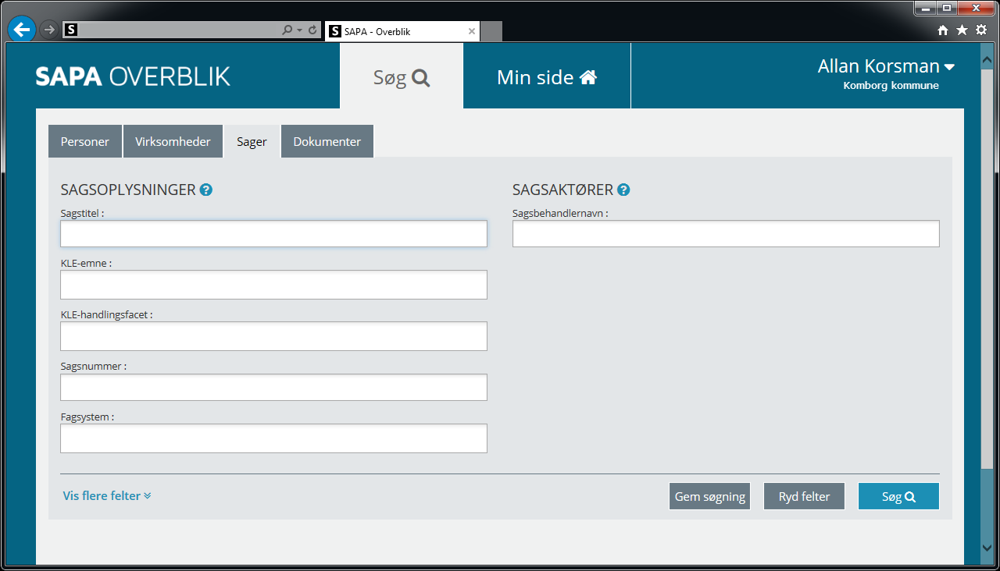 S
S SAPA - Overblik
SAPA OVERBLIK
Søg
Min side
Allan Korsman
Komborg kommune
Personer
Virksomheder
Sager
Dokumenter
SAGSOPLYSNINGER ?
SAGSAKTØRER ?
Sagstitel :
Sagsbehandlernavn :
KLE-emne :
KLE-handlingsfacet :
Sagsnummer :
Fagsystem :
Vis flere felter
Gem søgning
Ryd felter
Søg